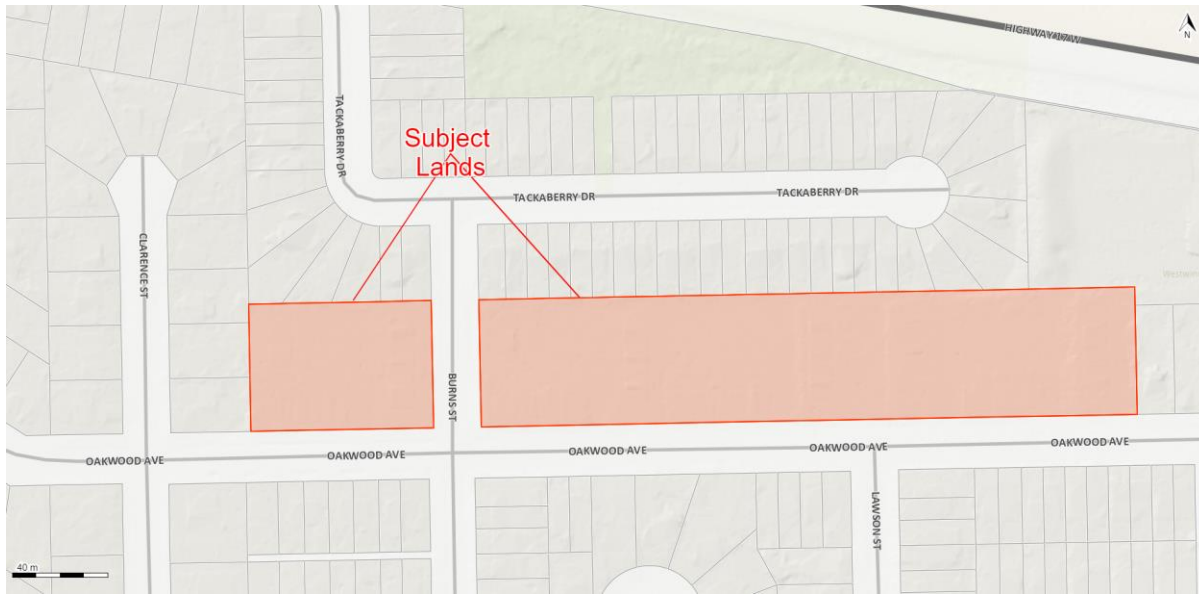 HIGHWAY 17 W
N
TACKABERRY DR
Subject
Lands
TACKABERRY DR
TACKABERRY DR
CLARENCE ST
BURNS ST
OAKWOOD AVE
OAKWOOD AVE
OAKWOOD AVE
OAKWOOD AVE
OAKWOOD AVE
LAWSON ST
40 m